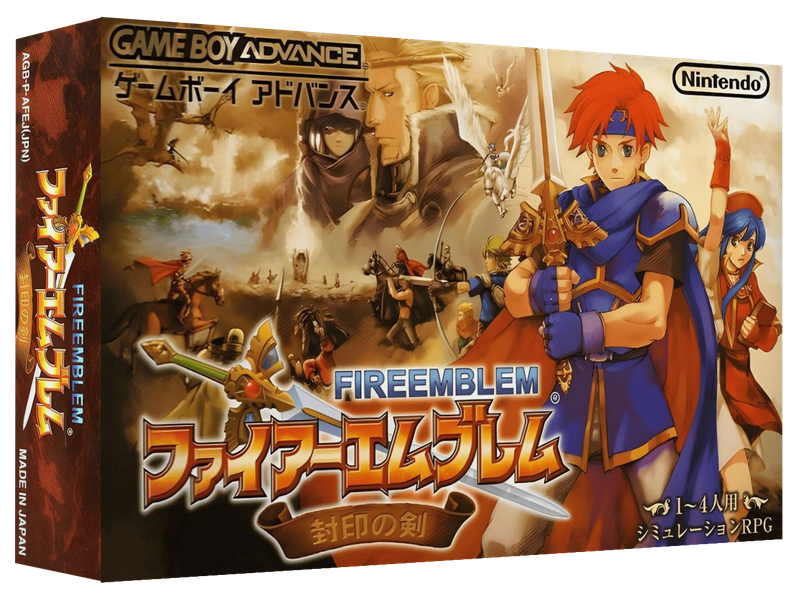 AGB-P-AFEJ(JPN)
FIREEMBLEM
ファイアーエムブレム®
封印の剣
MADE IN JAPAN
GAME BOY ADVANCE
ゲームボーイ アドバンス®
Nintendo®
FIREEMBLEM
ファイアーエムブレム®
封印の剣
1～4人用
シミュレーションRPG